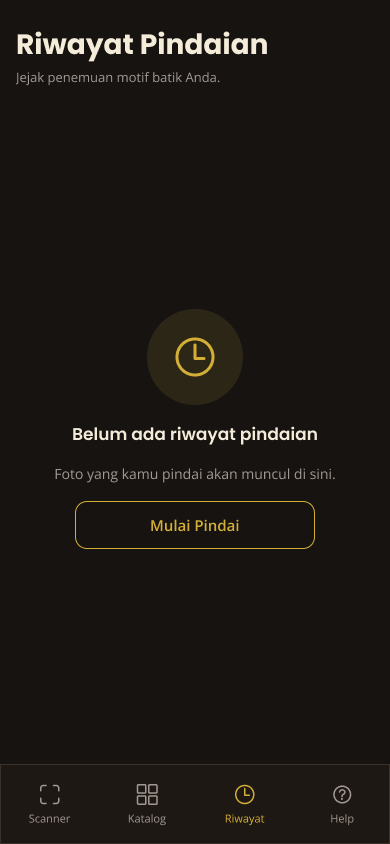 Riwayat Pindaian
Jejak penemuan motif batik Anda.
Belum ada riwayat pindaian
Foto yang kamu pindai akan muncul di sini.
Mulai Pindai
Scanner
Katalog
Riwayat
Help